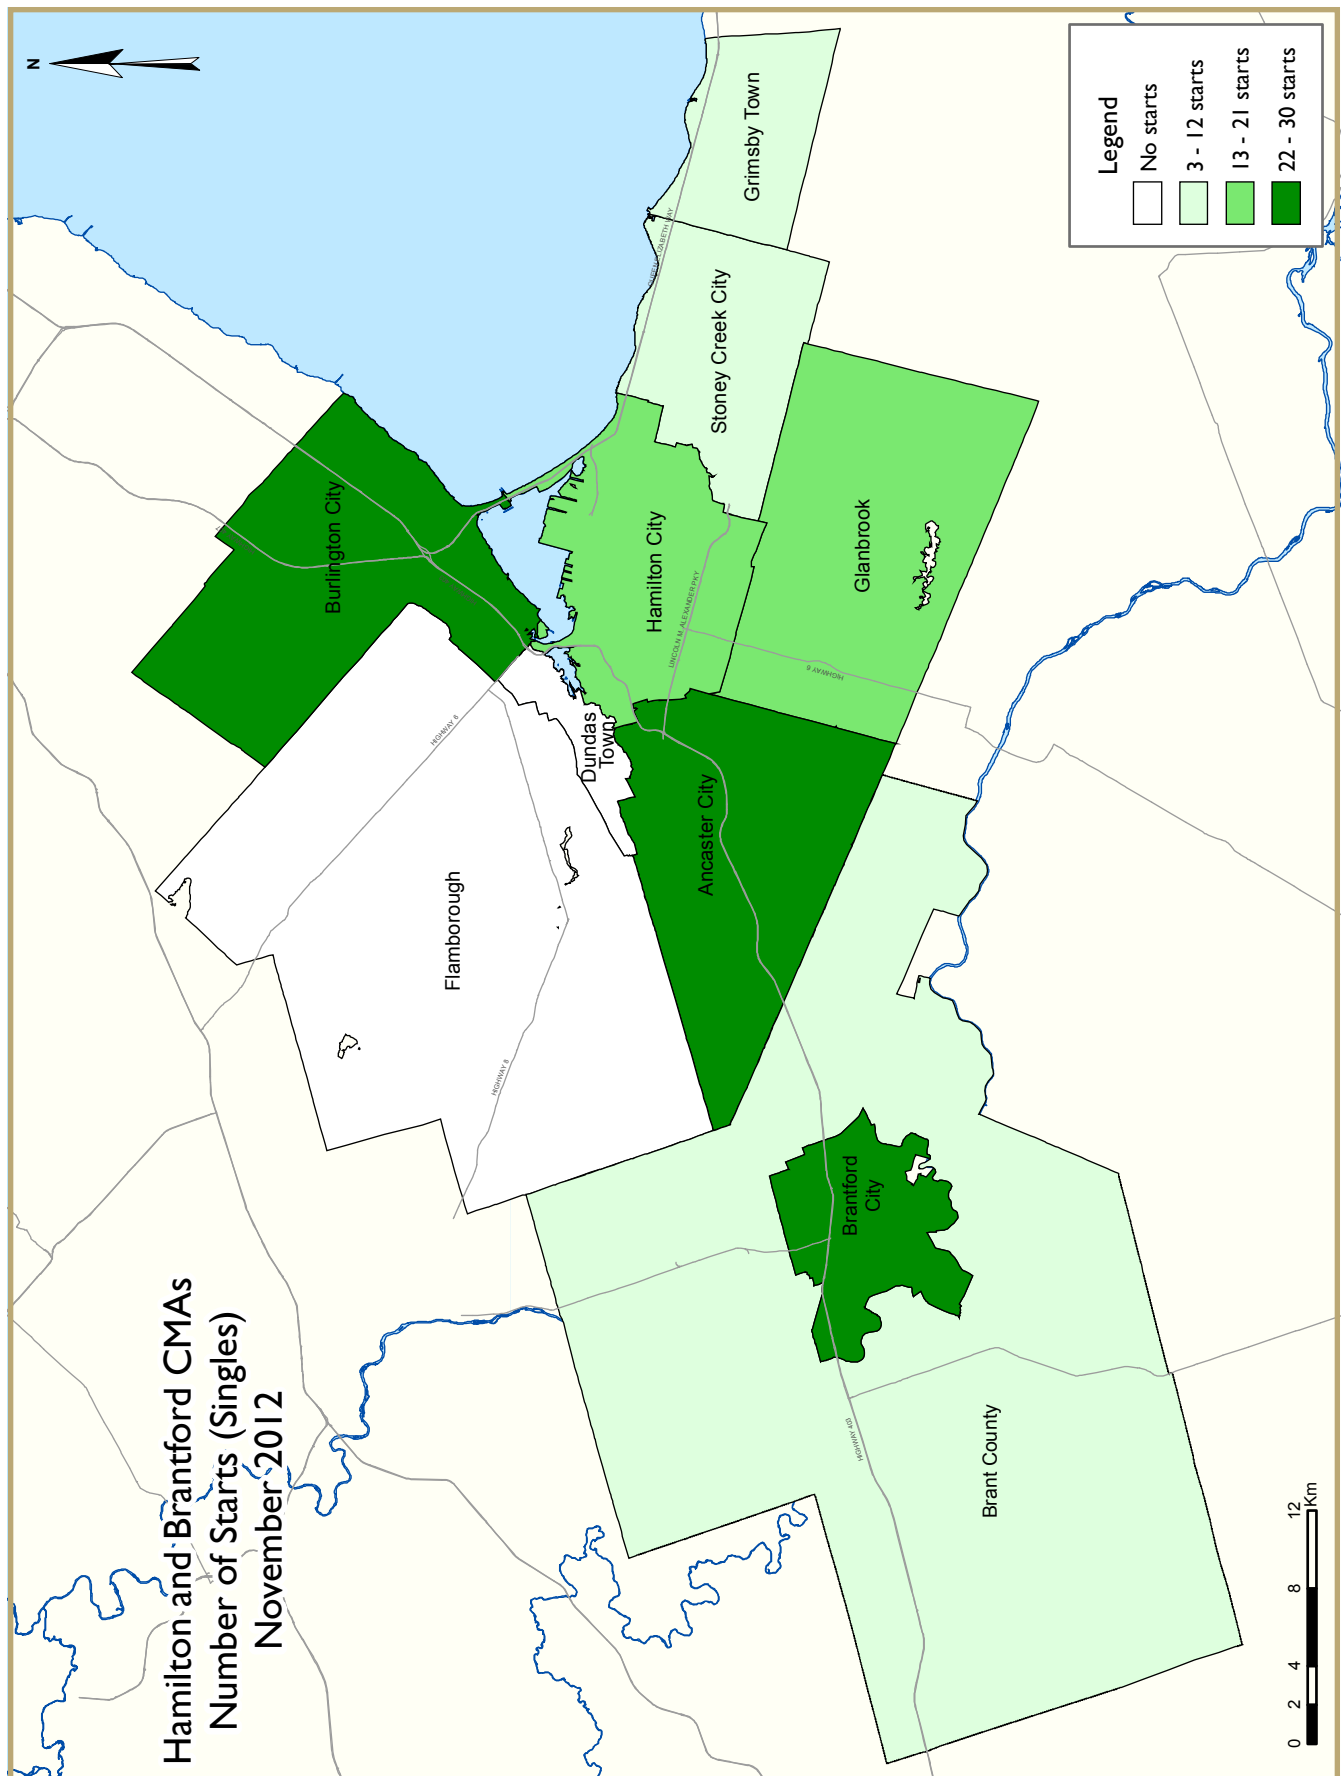 Hamilton and Brantford CMAs
Number of Starts (Singles)
November 2012
N
Burlington City
Flamborough
HIGHWAY 6
HIGHWAY 8
Dundas
Town
Hamilton City
LINCOLN M. ALEXANDER PKY
Stoney Creek City
Grimsby Town
Ancaster City
Glanbrook
HIGHWAY 6
Brantford
City
Brant County
HIGHWAY 403
Legend
No starts
3 - 12 starts
13 - 21 starts
22 - 30 starts
0 2 4 8 12
Km